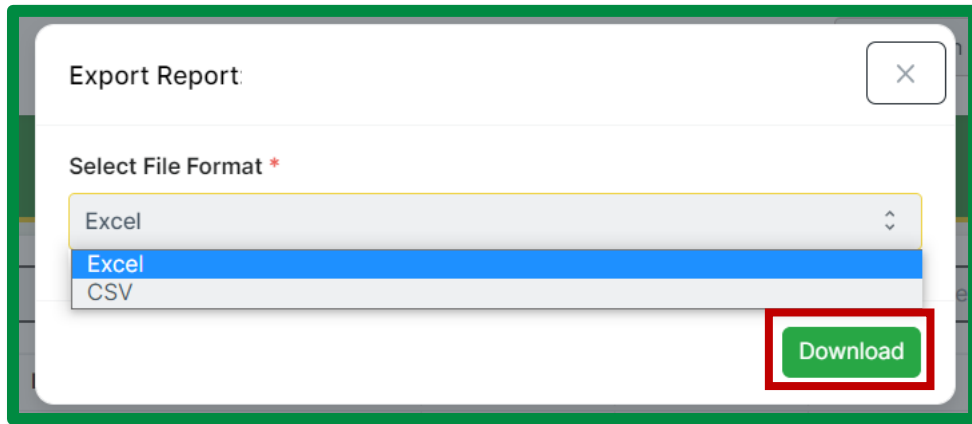 Export Report:
Select File Format *
Excel
Excel
CSV
Download